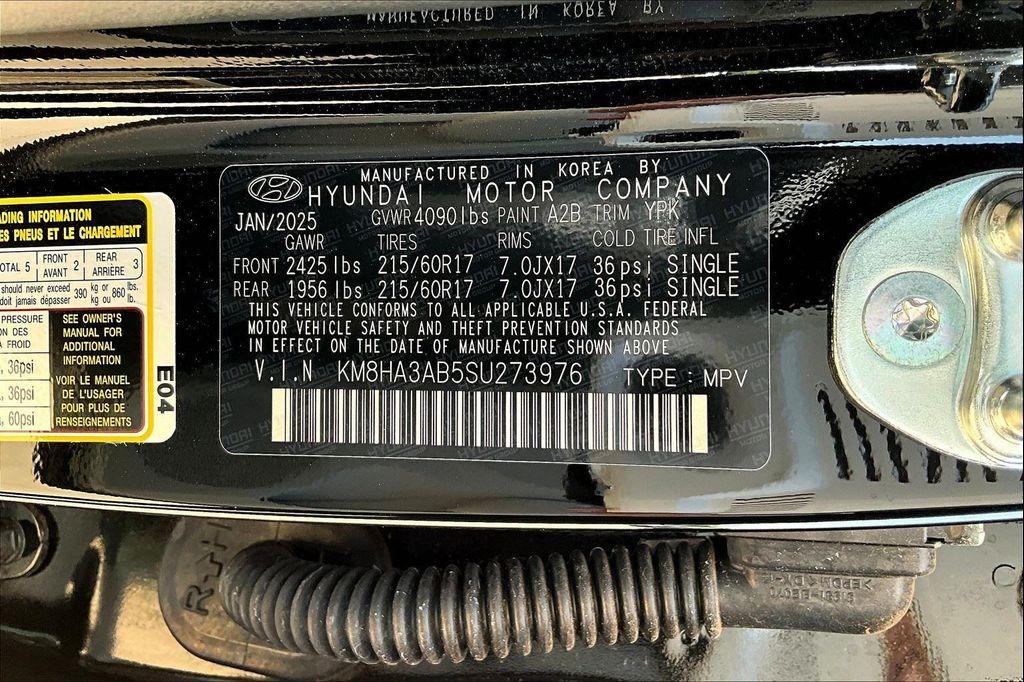 MANUFACTURED IN KOREA BY
HYUNDAI MOTOR COMPANY
JAN/2025 GVWR 4090 lbs PAINT A2B TRIM YPK
GAWR TIRES RIMS COLD TIRE INFL
FRONT 2425 lbs 215/60R17 7.0JX17 36 psi SINGLE
REAR 1956 lbs 215/60R17 7.0JX17 36 psi SINGLE
THIS VEHICLE CONFORMS TO ALL APPLICABLE U.S.A. FEDERAL
MOTOR VEHICLE SAFETY AND THEFT PREVENTION STANDARDS
IN EFFECT ON THE DATE OF MANUFACTURE SHOWN ABOVE
V.I.N KM8HA3AB5SU273976 TYPE : MPV
ADING INFORMATION
ES PNEUS ET LE CHARGEMENT
OTAL 5 FRONT AVANT 2 REAR ARRIÈRE 3
should never exceed 390 kg or 860 lb.
doit jamais dépasser kg ou lb.
PRESSURE
ON DES
A FROID
36psi
36psi
60psi
SEE OWNER'S
MANUAL FOR
ADDITIONAL
INFORMATION
VOIR LE MANUEL
DE L'USAGER
POUR PLUS DE
RENSEIGNEMENTS
E04